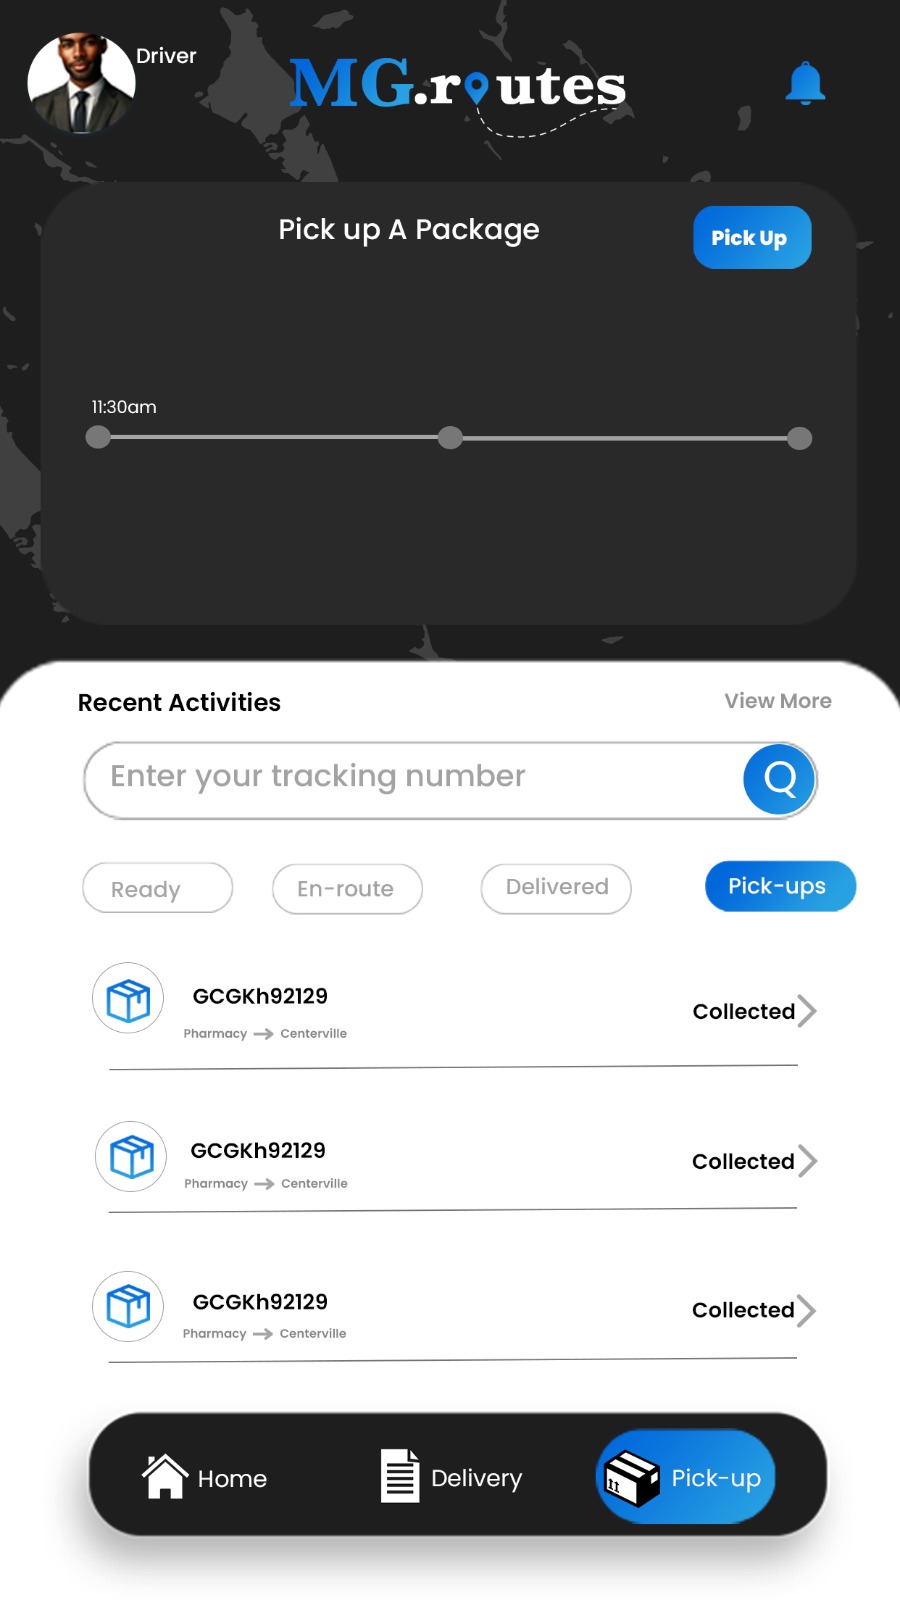 Driver
MG.routes
Pick up A Package
Pick Up
11:30am
Recent Activities
View More
Enter your tracking number
Ready
En-route
Delivered
Pick-ups
GCGKh92129
Pharmacy → Centerville
Collected
GCGKh92129
Pharmacy → Centerville
Collected
GCGKh92129
Pharmacy → Centerville
Collected
Home
Delivery
Pick-up